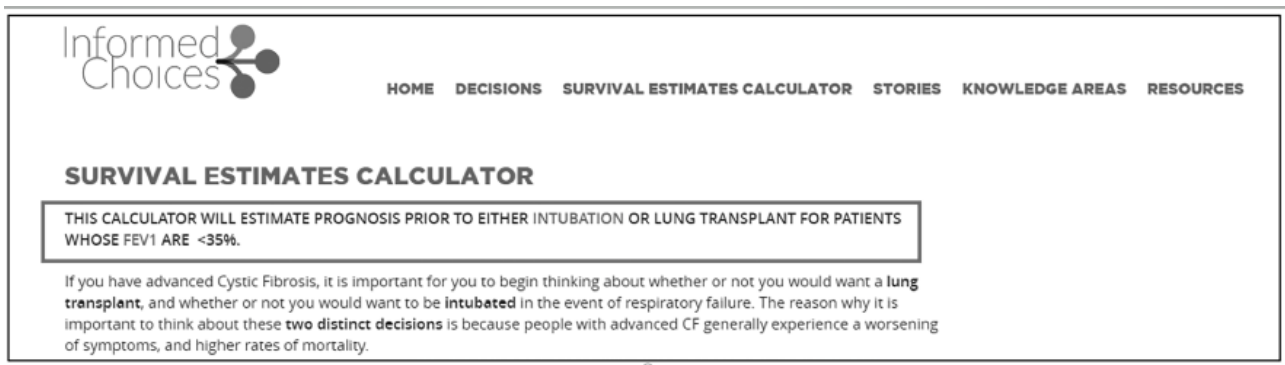 Informed
Choices
HOME DECISIONS SURVIVAL ESTIMATES CALCULATOR STORIES KNOWLEDGE AREAS RESOURCES
SURVIVAL ESTIMATES CALCULATOR
THIS CALCULATOR WILL ESTIMATE PROGNOSIS PRIOR TO EITHER INTUBATION OR LUNG TRANSPLANT FOR PATIENTS
WHOSE FEV1 ARE <35%.
If you have advanced Cystic Fibrosis, it is important for you to begin thinking about whether or not you would want a lung
transplant, and whether or not you would want to be intubated in the event of respiratory failure. The reason why it is
important to think about these two distinct decisions is because people with advanced CF generally experience a worsening
of symptoms, and higher rates of mortality.